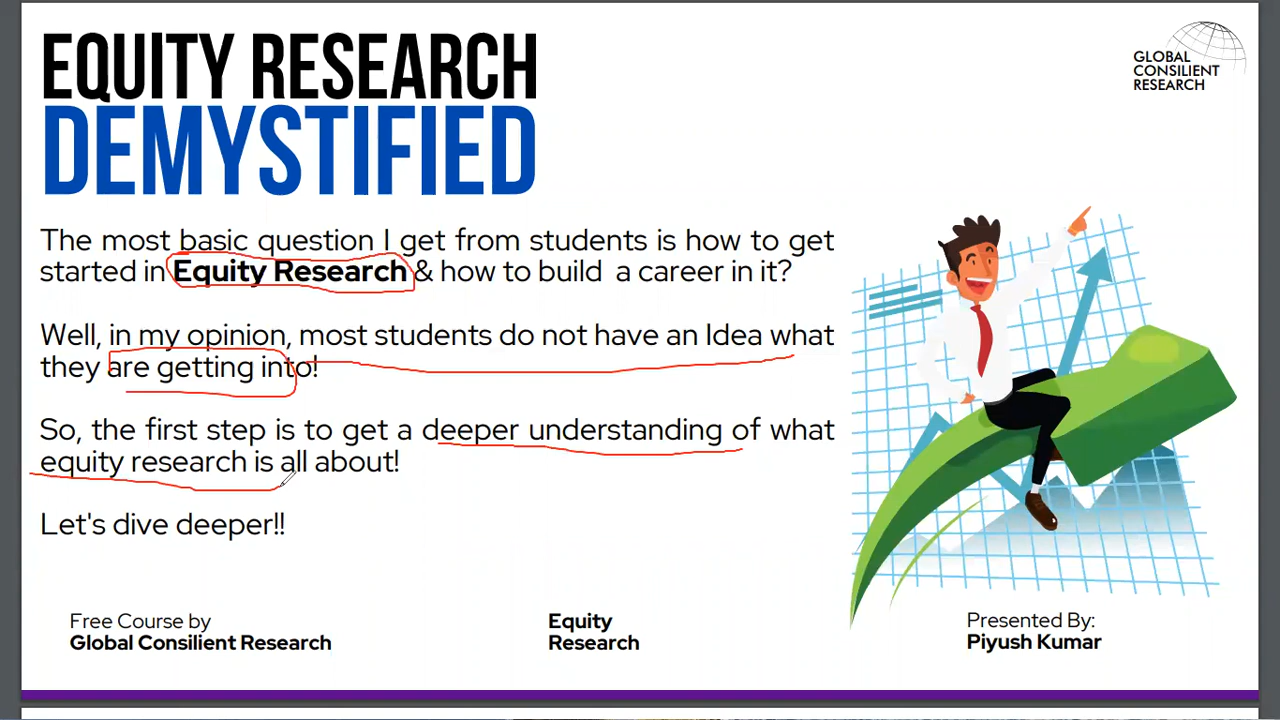 EQUITY RESEARCH
DEMYSTIFIED
GLOBAL
CONSILIENT
RESEARCH
The most basic question I get from students is how to get
started in Equity Research & how to build a career in it?
Well, in my opinion, most students do not have an Idea what
they are getting into!
So, the first step is to get a deeper understanding of what
equity research is all about!
Let's dive deeper!!
Free Course by
Global Consilient Research
Equity
Research
Presented By:
Piyush Kumar